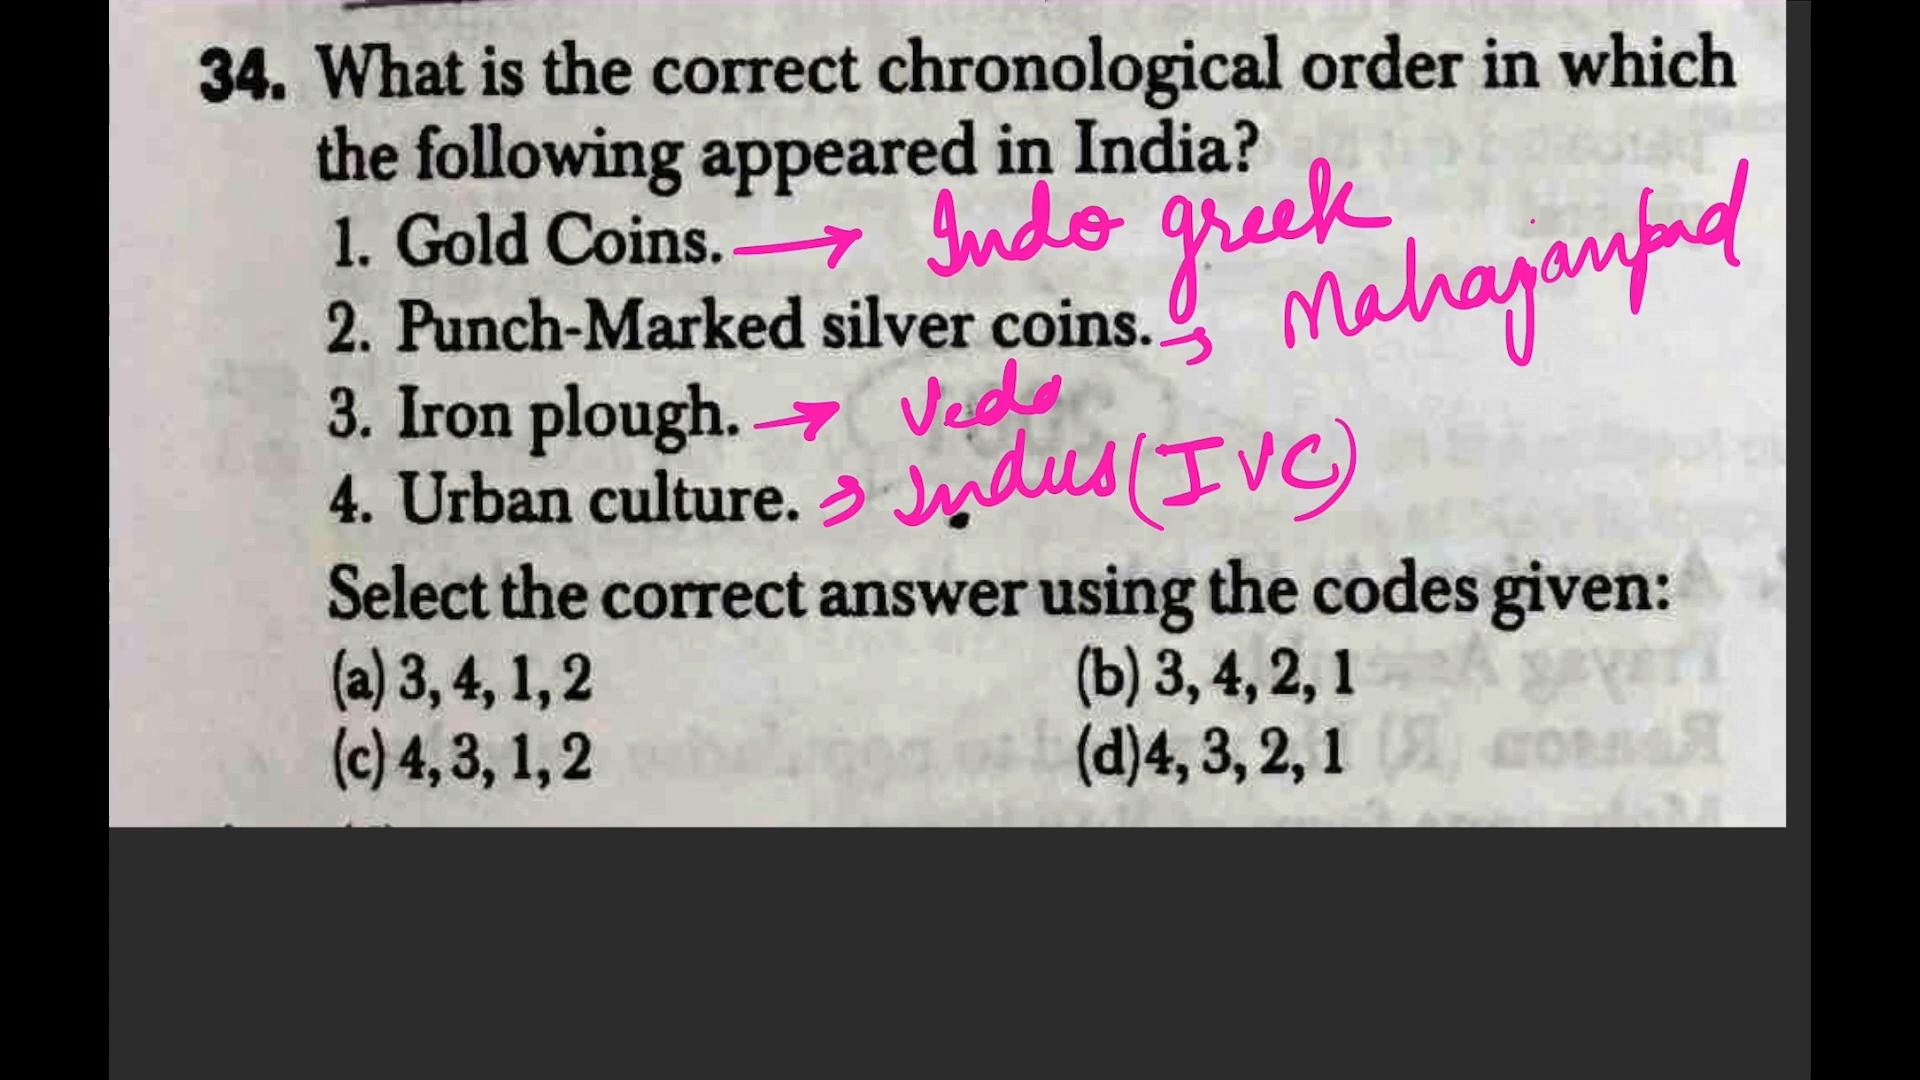 34. What is the correct chronological order in which
the following appeared in India?
1. Gold Coins. → Indo greek
2. Punch-Marked silver coins. → Mahajanpad
3. Iron plough. → Veda
4. Urban culture. → Indus (IVC)
Select the correct answer using the codes given:
(a) 3, 4, 1, 2 (b) 3, 4, 2, 1
(c) 4, 3, 1, 2 (d) 4, 3, 2, 1